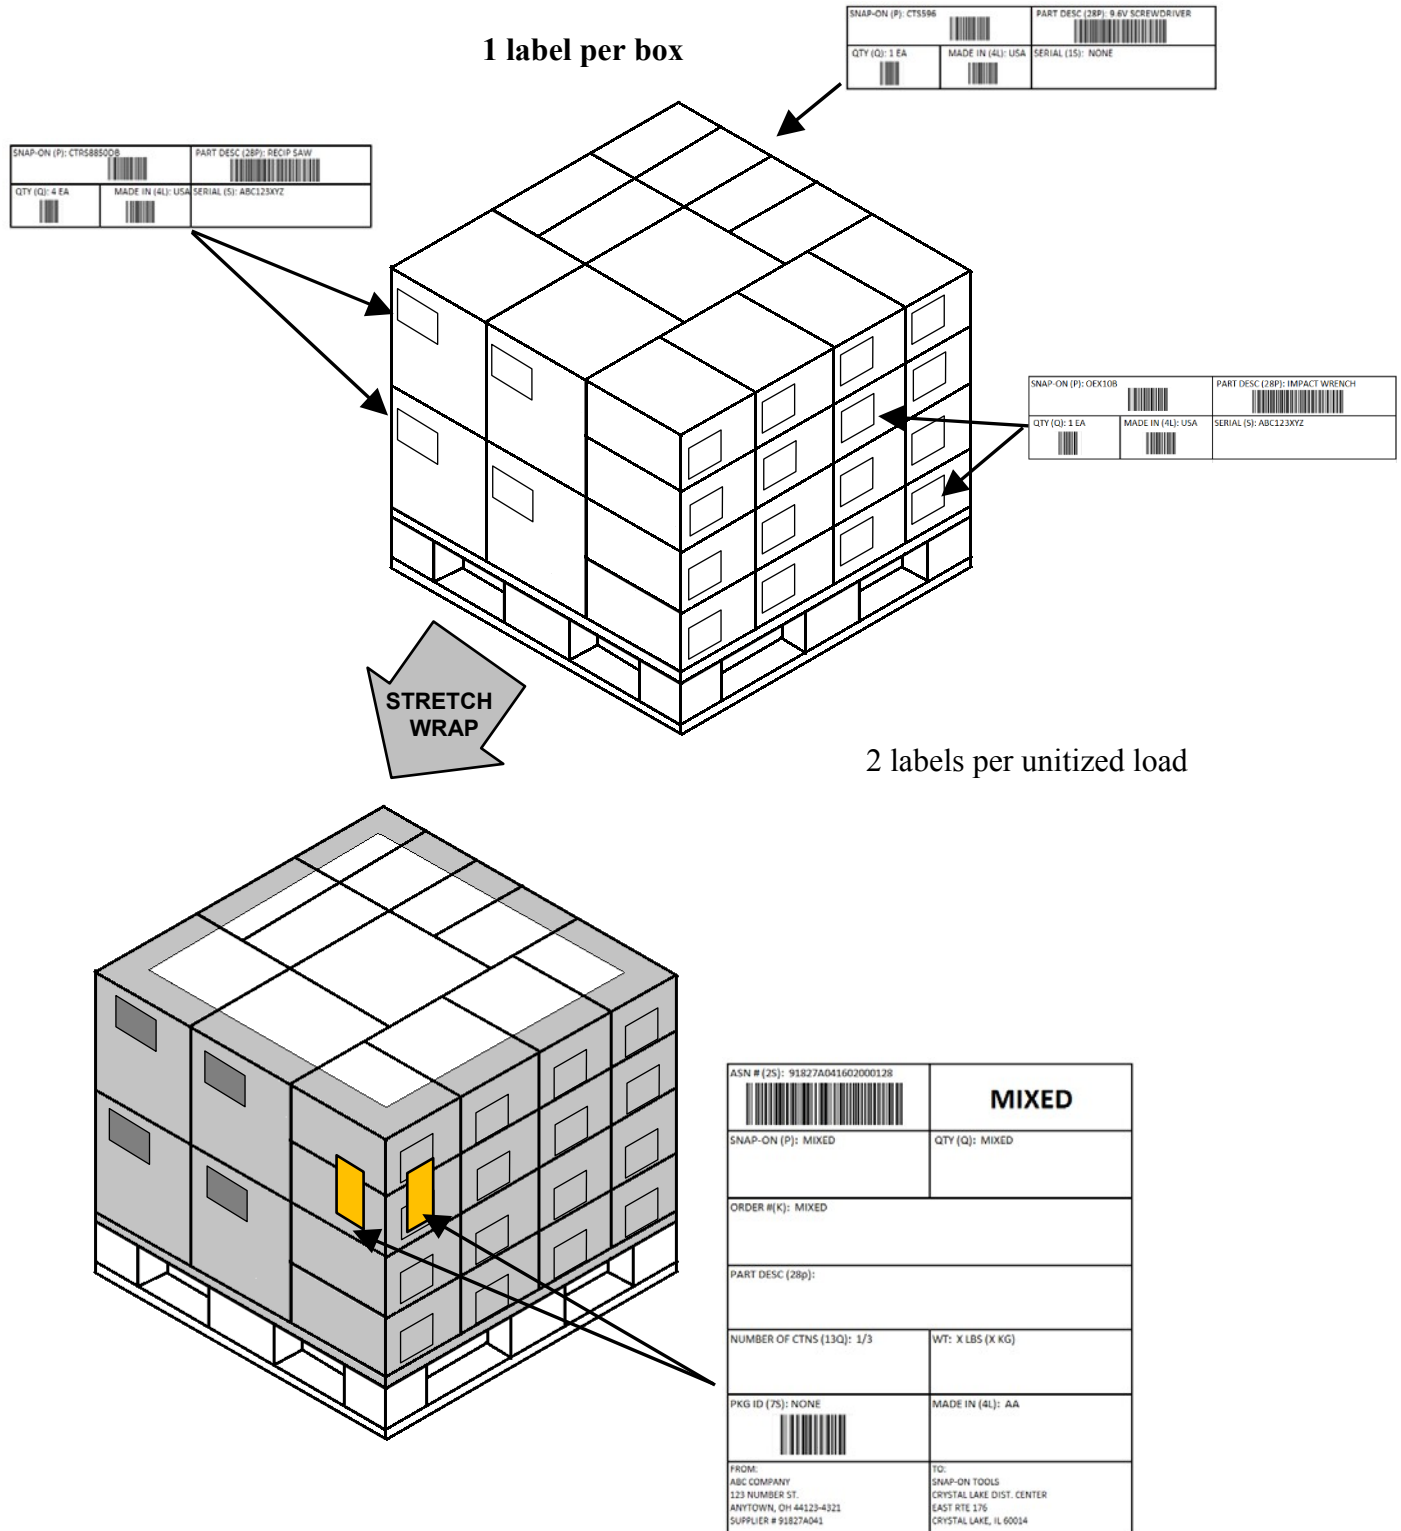 1 label per box
SNAP-ON (P): CTS596
PART DESC (28P): 9.6V SCREWDRIVER
QTY (Q): 1 EA
MADE IN (4L): USA
SERIAL (1S): NONE
SNAP-ON (P): CTRS8850DB
PART DESC (28P): RECIP SAW
QTY (Q): 4 EA
MADE IN (4L): USA
SERIAL (S): ABC123XYZ
SNAP-ON (P): OEX10B
PART DESC (28P): IMPACT WRENCH
QTY (Q): 1 EA
MADE IN (4L): USA
SERIAL (S): ABC123XYZ
STRETCH
WRAP
2 labels per unitized load
ASN # (2S): 91827A041602000128
MIXED
SNAP-ON (P): MIXED
QTY (Q): MIXED
ORDER #(K): MIXED
PART DESC (28p):
NUMBER OF CTNS (13Q): 1/3
WT: X LBS (X KG)
PKG ID (7S): NONE
MADE IN (4L): AA
FROM:
ABC COMPANY
123 NUMBER ST.
ANYTOWN, OH 44123-4321
SUPPLIER # 91827A041
TO:
SNAP-ON TOOLS
CRYSTAL LAKE DIST. CENTER
EAST RTE 176
CRYSTAL LAKE, IL 60014